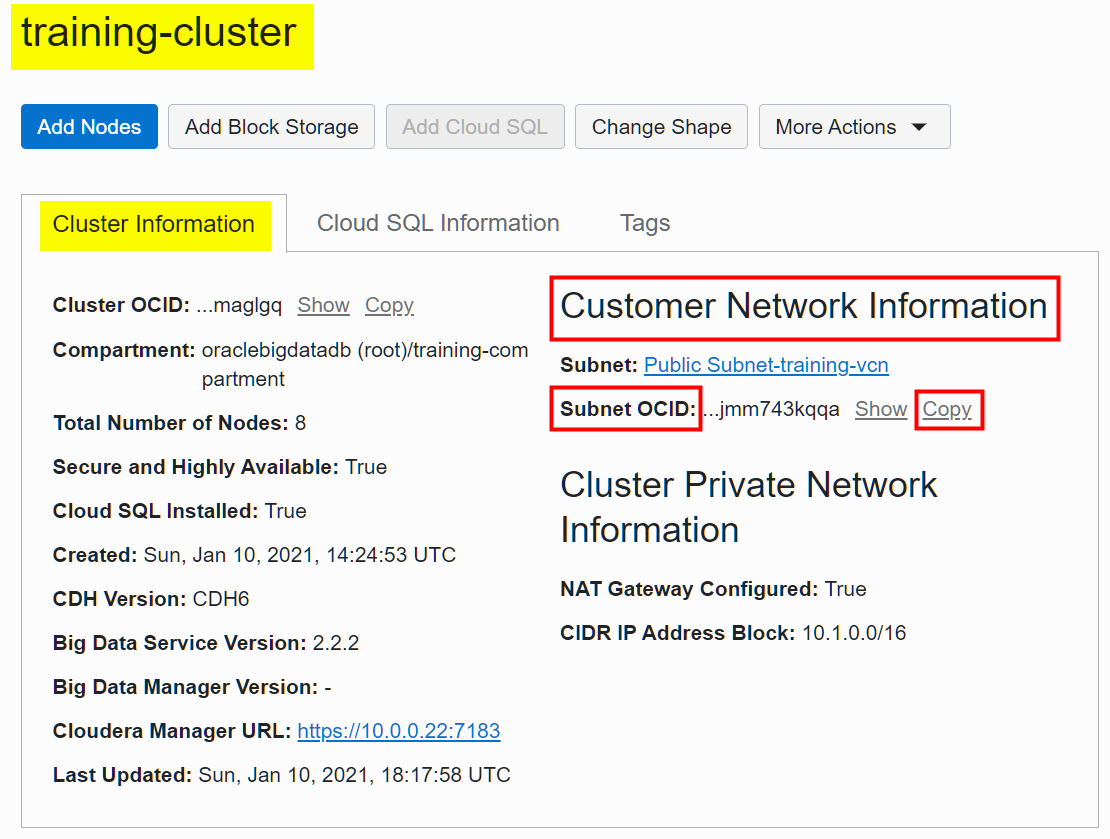 training-cluster
Add Nodes Add Block Storage Add Cloud SQL Change Shape More Actions
Cluster Information Cloud SQL Information Tags
Cluster OCID: ...maglgq Show Copy
Compartment: oraclebigdatadb (root)/training-com
partment
Total Number of Nodes: 8
Secure and Highly Available: True
Cloud SQL Installed: True
Created: Sun, Jan 10, 2021, 14:24:53 UTC
CDH Version: CDH6
Big Data Service Version: 2.2.2
Big Data Manager Version: -
Cloudera Manager URL: https://10.0.0.22:7183
Last Updated: Sun, Jan 10, 2021, 18:17:58 UTC
Customer Network Information
Subnet: Public Subnet-training-vcn
Subnet OCID: ...jmm743kqqa Show Copy
Cluster Private Network
Information
NAT Gateway Configured: True
CIDR IP Address Block: 10.1.0.0/16